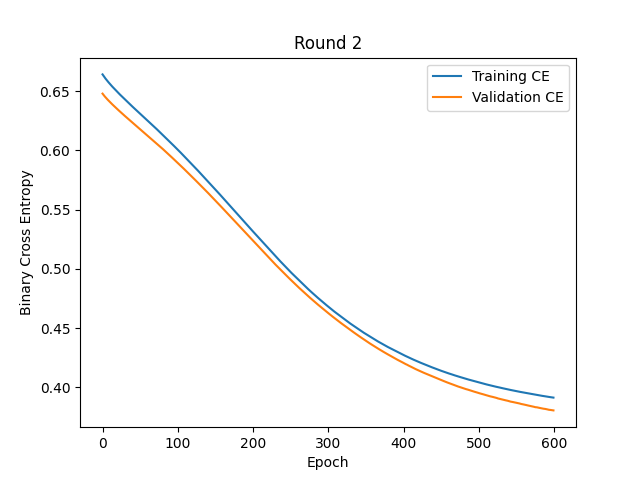 Round 2
Training CE
Validation CE
Binary Cross Entropy
0.65
0.60
0.55
0.50
0.45
0.40
0 100 200 300 400 500 600
Epoch